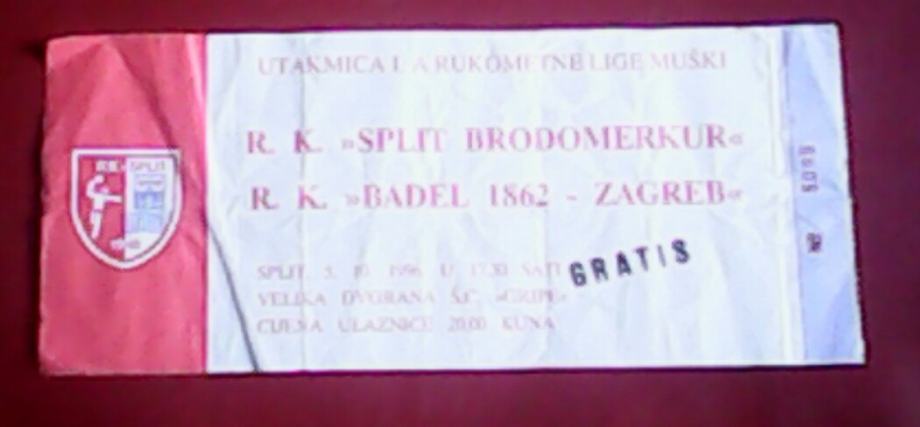 UTAKMICA I. A RUKOMETNE LIGE MUŠKI
R. K. »SPLIT BRODOMERKUR«
R. K. »BADEL 1862 - ZAGREB«
SPLIT, 5. 10. 1996. U 17,30 SATI
VELIKA DVORANA Š.C. »GRIPE«
CIJENA ULAZNICE 20,00 KUNA
GRATIS
RK SPLIT